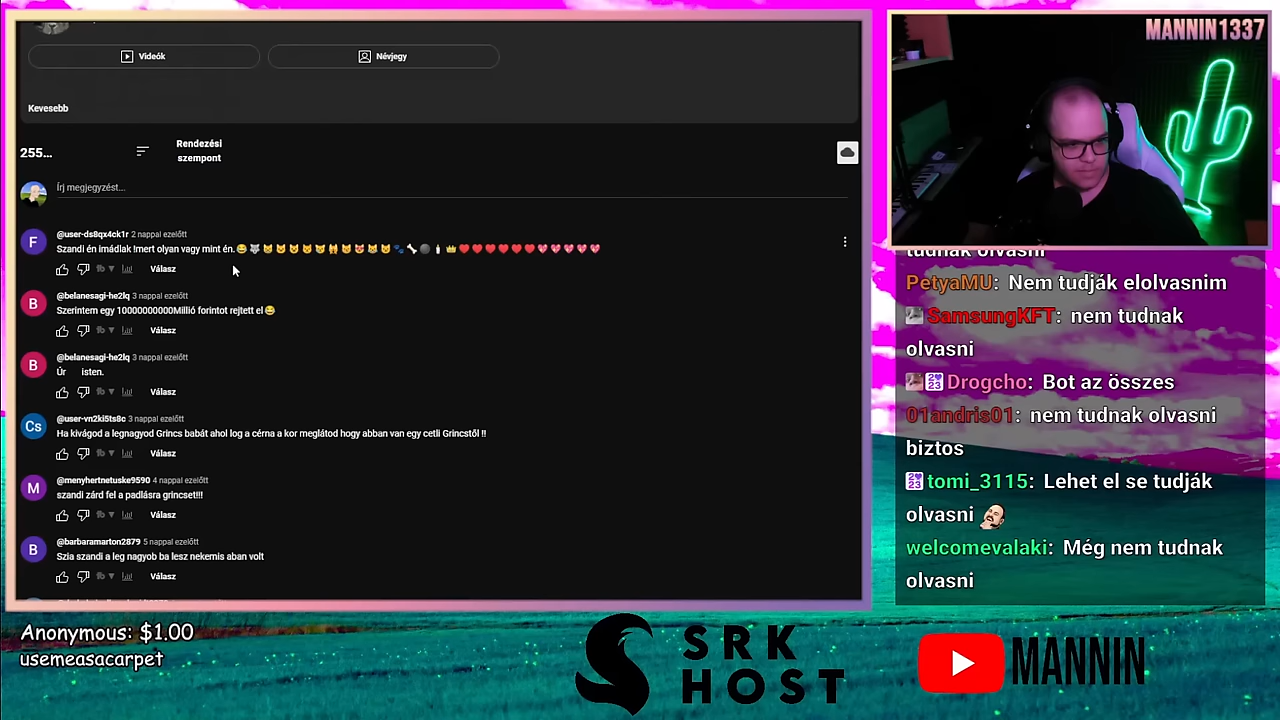 Videók
Névjegy
Kevesebb
255...
Rendezési
szempont
Írj megjegyzést...
@user-ds8qx4ck1r 2 nappal ezelőtt
Szandi én imádlak !mert olyan vagy mint én.😂🐺😺😺😺😺😺🙀😺😻😺😺🐾🦴🌑🕯👑❤❤❤❤❤❤💖💖💖💖💖
Válasz
@belanesagi-he2lq 3 nappal ezelőtt
Szerintem egy 10000000000Millió forintot rejtett el😂
Válasz
@belanesagi-he2lq 3 nappal ezelőtt
Úr isten.
Válasz
@user-vn2ki5ts8c 3 nappal ezelőtt
Ha kivágod a legnagyod Grincs babát ahol log a cérna a kor meglátod hogy abban van egy cetli Grincstől !!
Válasz
@menyhertnetuske9590 4 nappal ezelőtt
szandi zárd fel a padlásra grincset!!!
Válasz
@barbaramarton2879 5 nappal ezelőtt
Szia szandi a leg nagyob ba lesz nekemis aban volt
Válasz
F
B
B
Cs
M
B
MANNIN1337
tudnak olvasni
PetyaMU: Nem tudják elolvasnim
SamsungKFT: nem tudnak
olvasni
Drogcho: Bot az összes
01andris01: nem tudnak olvasni
biztos
tomi_3115: Lehet el se tudják
olvasni
welcomevalaki: Még nem tudnak
olvasni
Anonymous: $1.00
usemeasacarpet
SRK
HOST
MANNIN